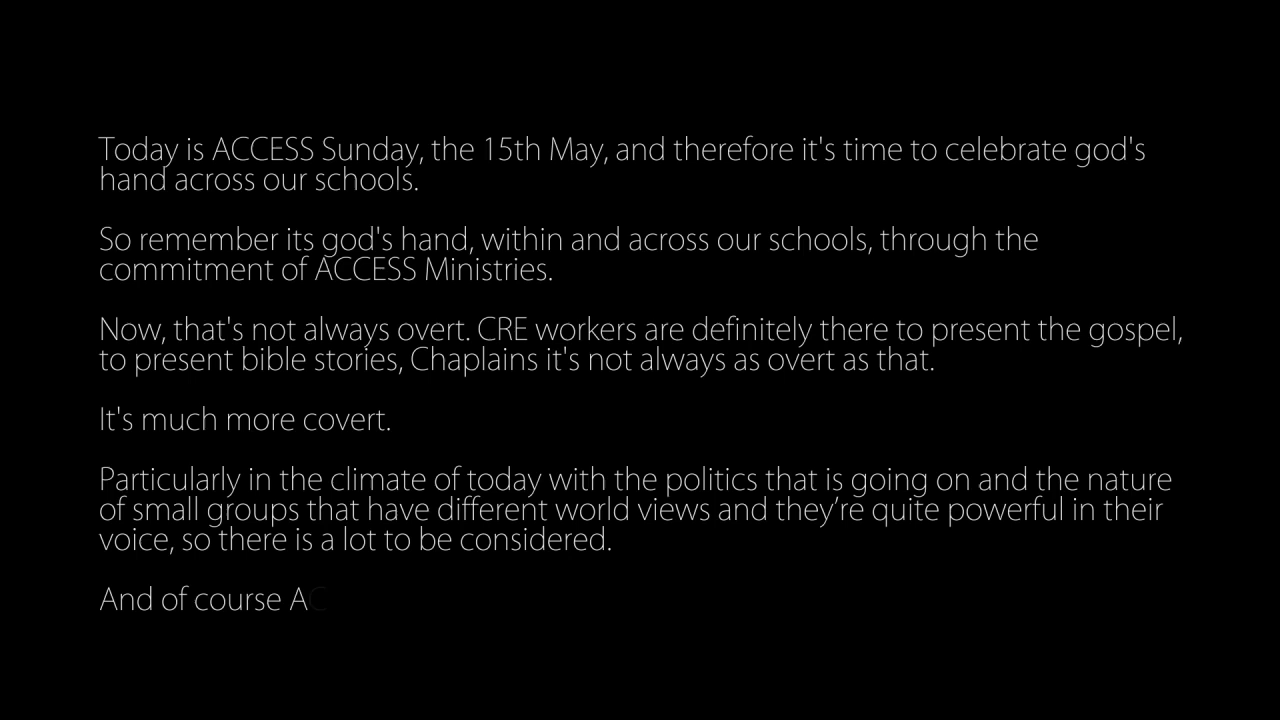 Today is ACCESS Sunday, the 15th May, and therefore it's time to celebrate god's
hand across our schools.
So remember its god's hand, within and across our schools, through the
commitment of ACCESS Ministries.
Now, that's not always overt. CRE workers are definitely there to present the gospel,
to present bible stories, Chaplains it's not always as overt as that.
It's much more covert.
Particularly in the climate of today with the politics that is going on and the nature
of small groups that have different world views and they’re quite powerful in their
voice, so there is a lot to be considered.
And of course AC